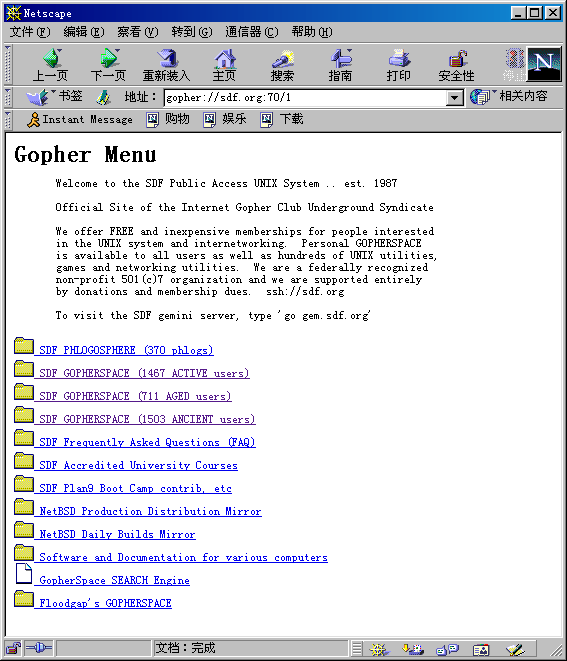 Netscape
文件(F) 编辑(E) 察看(V) 转到(G) 通信器(C) 帮助(H)
上一页 下一页 重新装入 主页 搜索 指南 打印 安全性 停止 N
书签 地址: gopher://sdf.org:70/1 相关内容
Instant Message 购物 娱乐 下载
Gopher Menu
Welcome to the SDF Public Access UNIX System .. est. 1987
Official Site of the Internet Gopher Club Underground Syndicate
We offer FREE and inexpensive memberships for people interested
in the UNIX system and internetworking. Personal GOPHERSPACE
is available to all users as well as hundreds of UNIX utilities,
games and networking utilities. We are a federally recognized
non-profit 501(c)7 organization and we are supported entirely
by donations and membership dues. ssh://sdf.org
To visit the SDF gemini server, type 'go gem.sdf.org'
SDF PHLOGOSPHERE (370 phlogs)
SDF GOPHERSPACE (1467 ACTIVE users)
SDF GOPHERSPACE (711 AGED users)
SDF GOPHERSPACE (1503 ANCIENT users)
SDF Frequently Asked Questions (FAQ)
SDF Accredited University Courses
SDF Plan9 Boot Camp contrib, etc
NetBSD Production Distribution Mirror
NetBSD Daily Builds Mirror
Software and Documentation for various computers
GopherSpace SEARCH Engine
Floodgap's GOPHERSPACE
文档: 完成